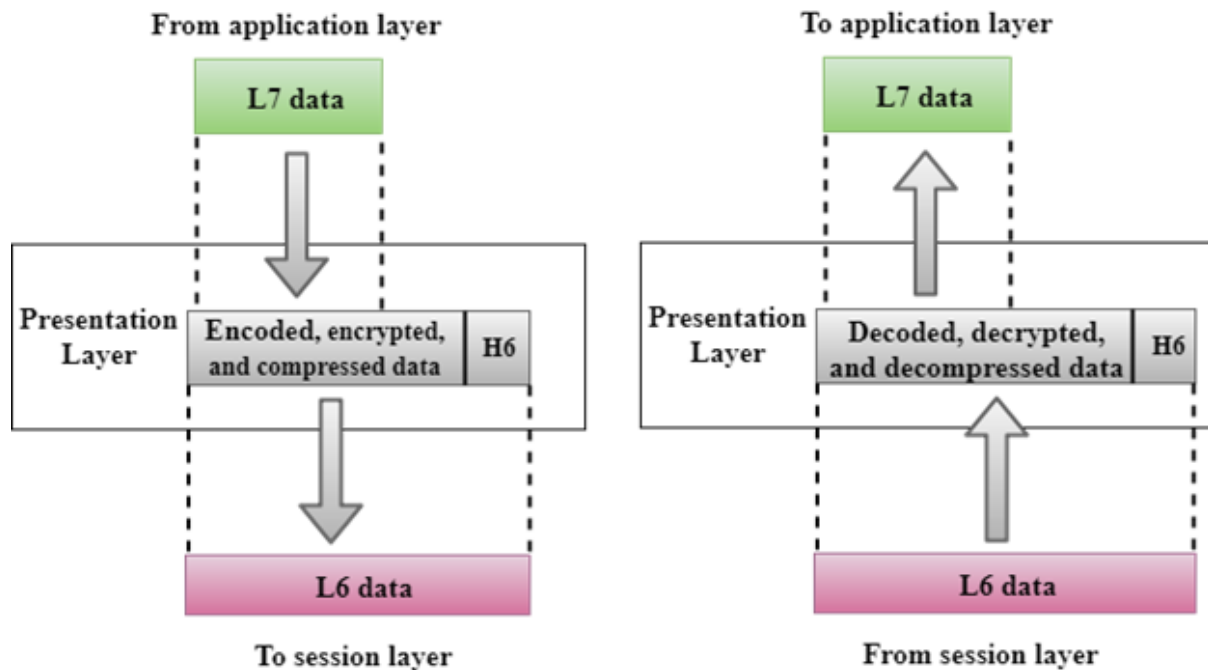 From application layer
L7 data
Presentation
Layer
Encoded, encrypted,
and compressed data
H6
L6 data
To session layer
To application layer
L7 data
Presentation
Layer
Decoded, decrypted,
and decompressed data
H6
L6 data
From session layer